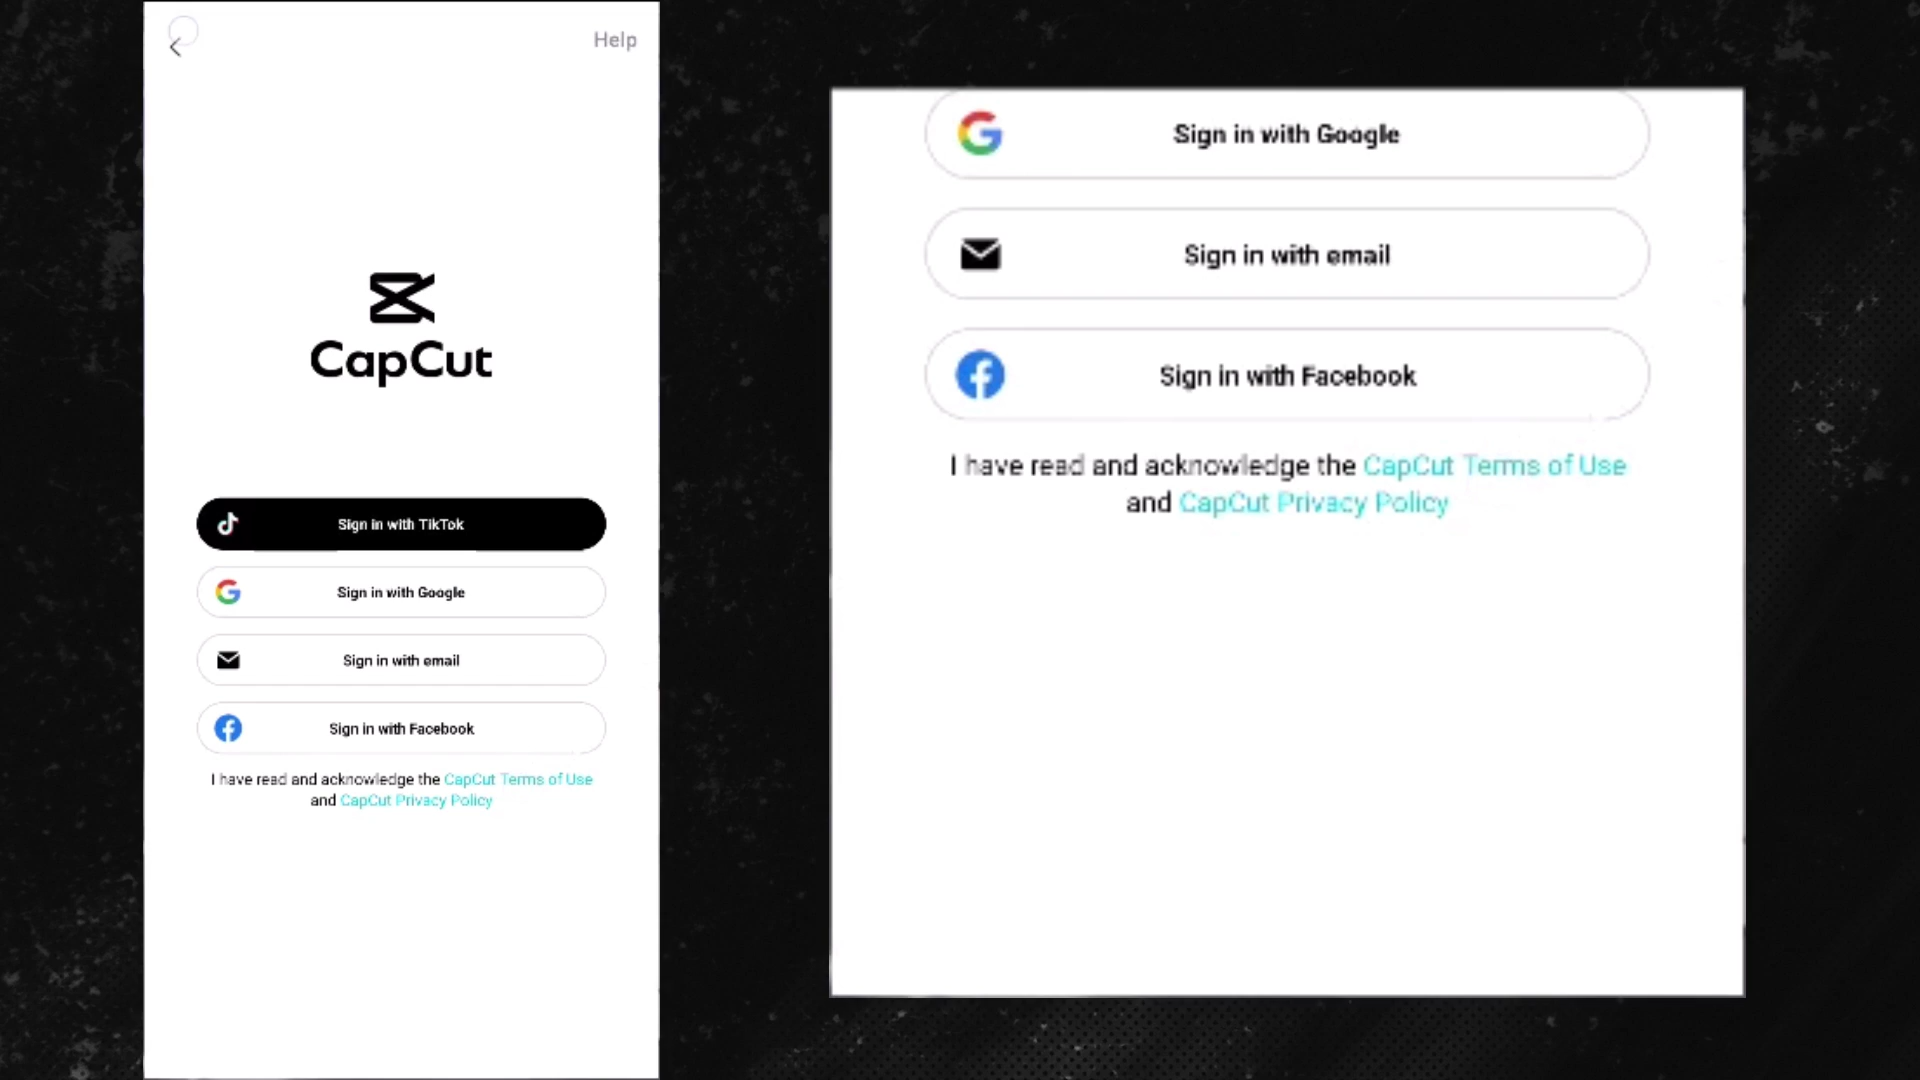 Help
CapCut
Sign in with TikTok
Sign in with Google
Sign in with email
Sign in with Facebook
I have read and acknowledge the CapCut Terms of Use
and CapCut Privacy Policy
Sign in with Google
Sign in with email
Sign in with Facebook
I have read and acknowledge the CapCut Terms of Use
and CapCut Privacy Policy